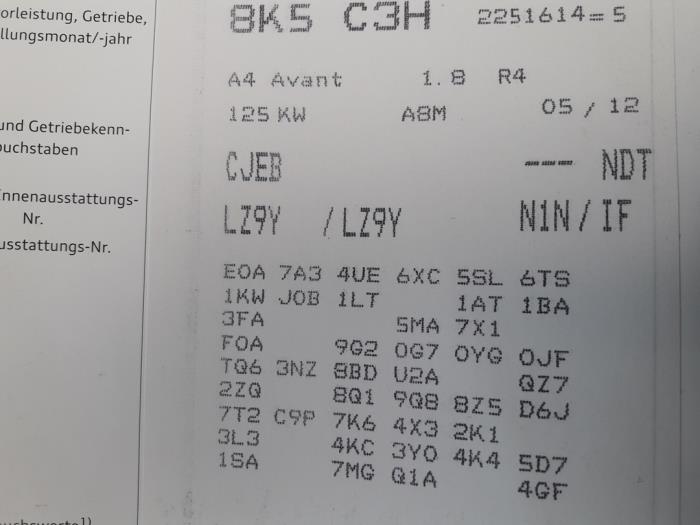 orleistung, Getriebe,
llungsmonat/-jahr
und Getriebekenn-
buchstaben
nnenausstattungs-
Nr.
usstattungs-Nr.
8K5 C3H 2251614= 5
A4 Avant 1.8 R4
125 KW A8M 05 / 12
CJEB --- NDT
LZ9Y / LZ9Y N1N / IF
E0A 7A3 4UE 6XC 5SL 6TS
1KW J0B 1LT 1AT 1BA
3FA 5MA 7X1
F0A 9G2 0G7 0YG 0JF
TQ6 3NZ 8BD U2A QZ7
2ZQ 8Q1 9Q8 8Z5 D6J
7T2 C9P 7K6 4X3 2K1
3L3 4KC 3Y0 4K4 5D7
1SA 7MG Q1A 4GF